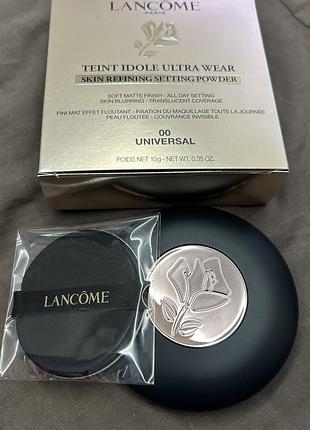 LANCÔME
PARIS
TEINT IDOLE ULTRA WEAR
SKIN REFINING SETTING POWDER
SOFT MATTE FINISH - ALL DAY SETTING
SKIN BLURRING - TRANSLUCENT COVERAGE
FINI MAT EFFET FLOUTANT - FIXATION DU MAQUILLAGE TOUTE LA JOURNÉE
PEAU FLOUTÉE - COUVRANCE INVISIBLE
00
UNIVERSAL
POIDS NET 10g - NET WT. 0.35 OZ.
LANCÔME